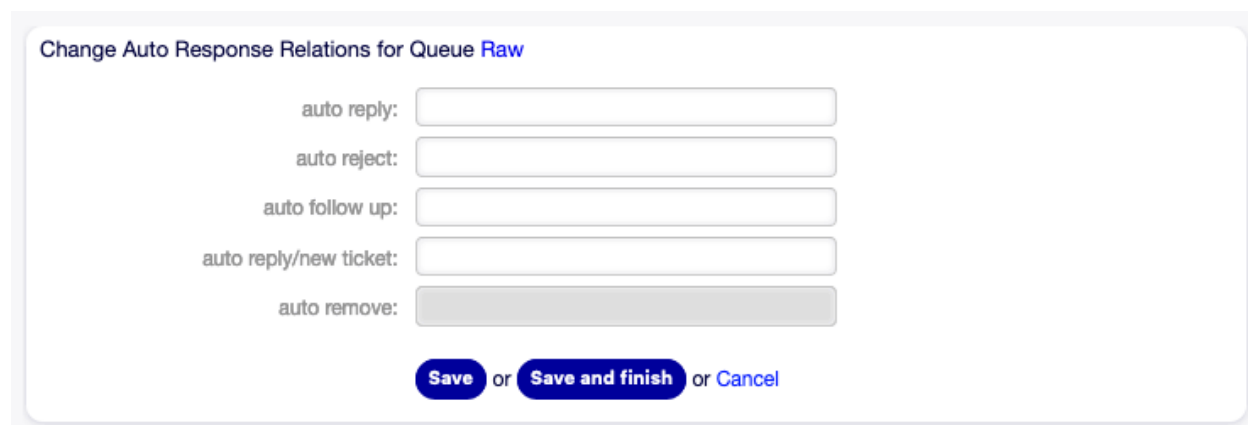 Change Auto Response Relations for Queue Raw
auto reply:
auto reject:
auto follow up:
auto reply/new ticket:
auto remove:
Save or Save and finish or Cancel